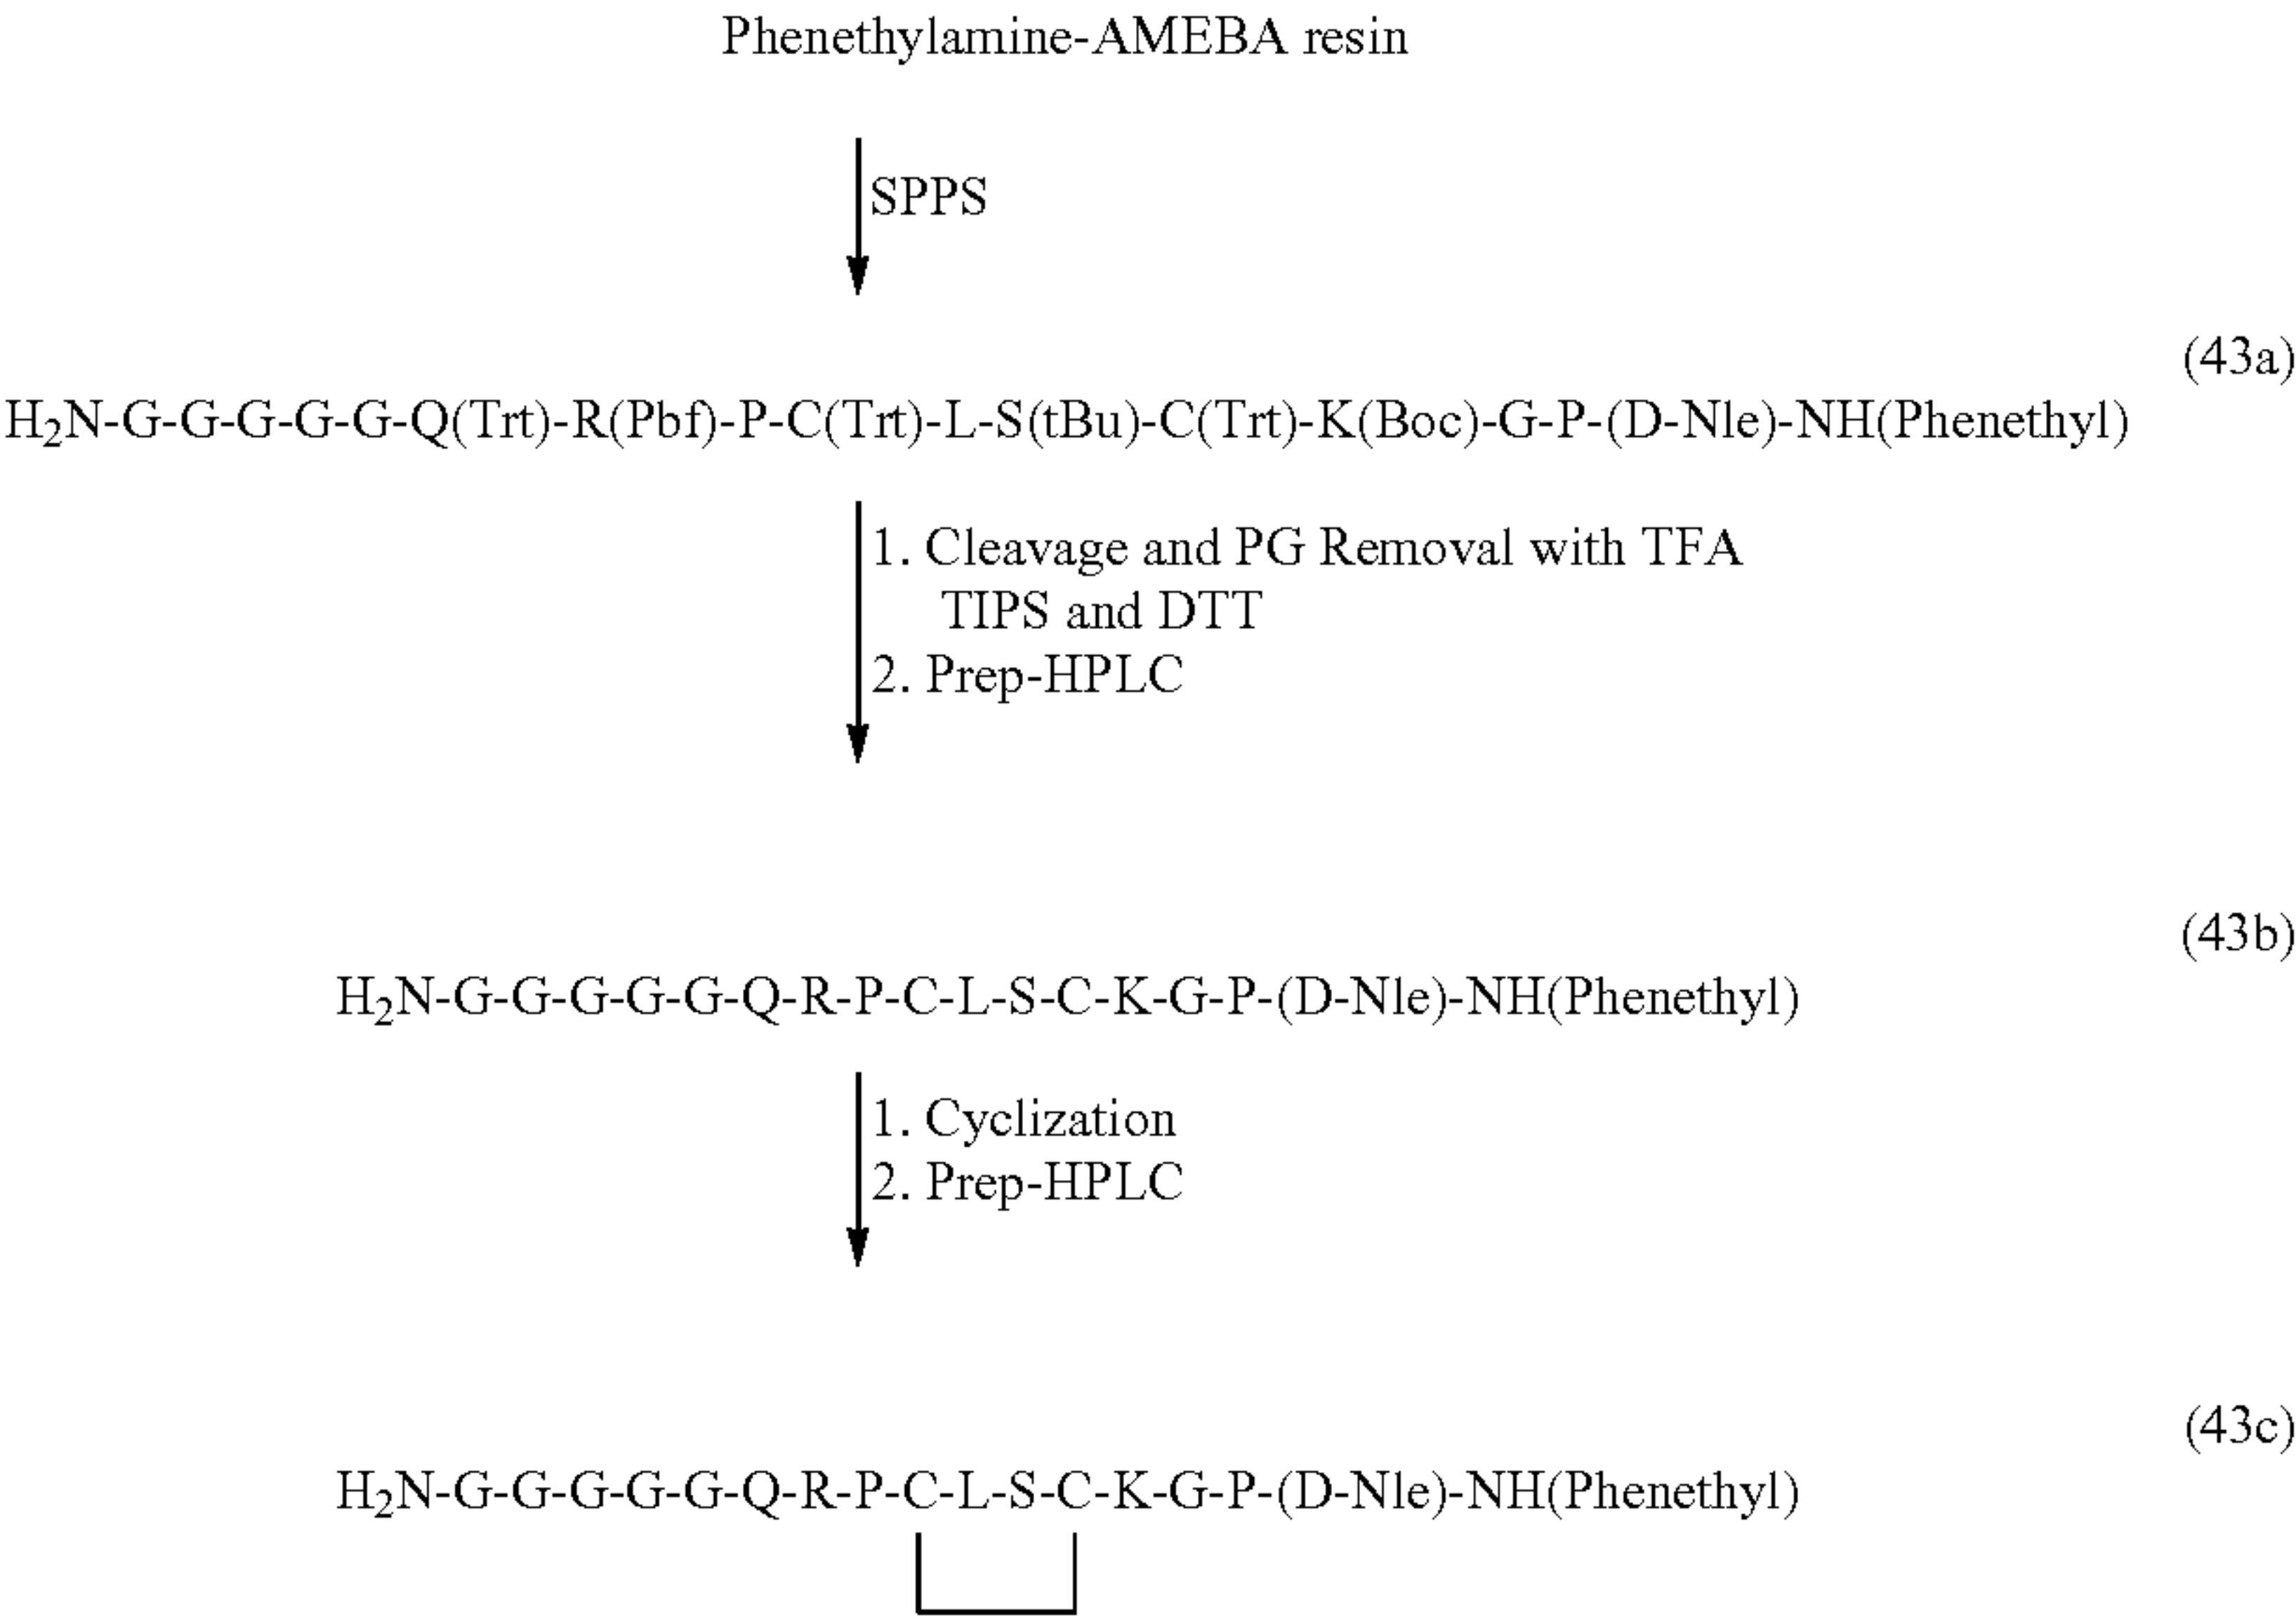 Phenethylamine-AMEBA resin
SPPS
(43a)
H₂N-G-G-G-G-G-Q(Trt)-R(Pbf)-P-C(Trt)-L-S(tBu)-C(Trt)-K(Boc)-G-P-(D-Nle)-NH(Phenethyl)
1. Cleavage and PG Removal with TFA
TIPS and DTT
2. Prep-HPLC
(43b)
H₂N-G-G-G-G-G-Q-R-P-C-L-S-C-K-G-P-(D-Nle)-NH(Phenethyl)
1. Cyclization
2. Prep-HPLC
(43c)
H₂N-G-G-G-G-G-Q-R-P-C-L-S-C-K-G-P-(D-Nle)-NH(Phenethyl)